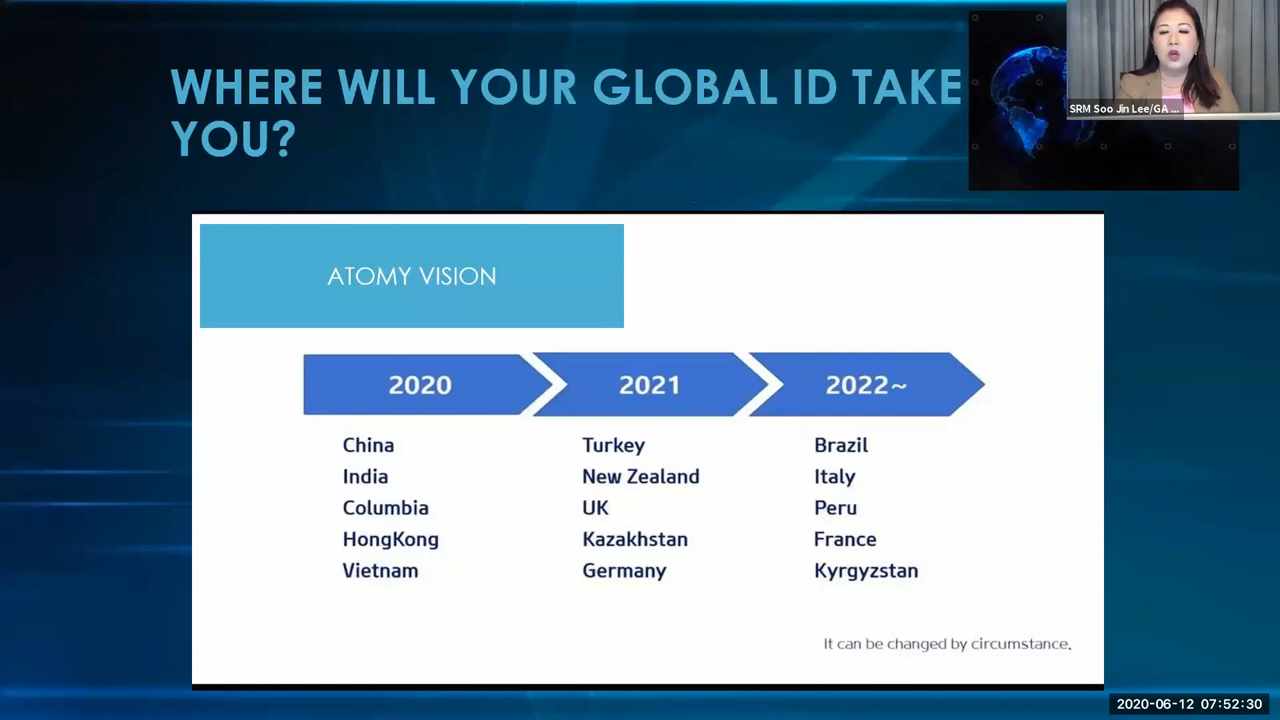 WHERE WILL YOUR GLOBAL ID TAKE
YOU?
SRM Soo Jin Lee/GA ...
ATOMY VISION
2020
2021
2022~
China
India
Columbia
HongKong
Vietnam
Turkey
New Zealand
UK
Kazakhstan
Germany
Brazil
Italy
Peru
France
Kyrgyzstan
It can be changed by circumstance.
2020-06-12 07:52:30